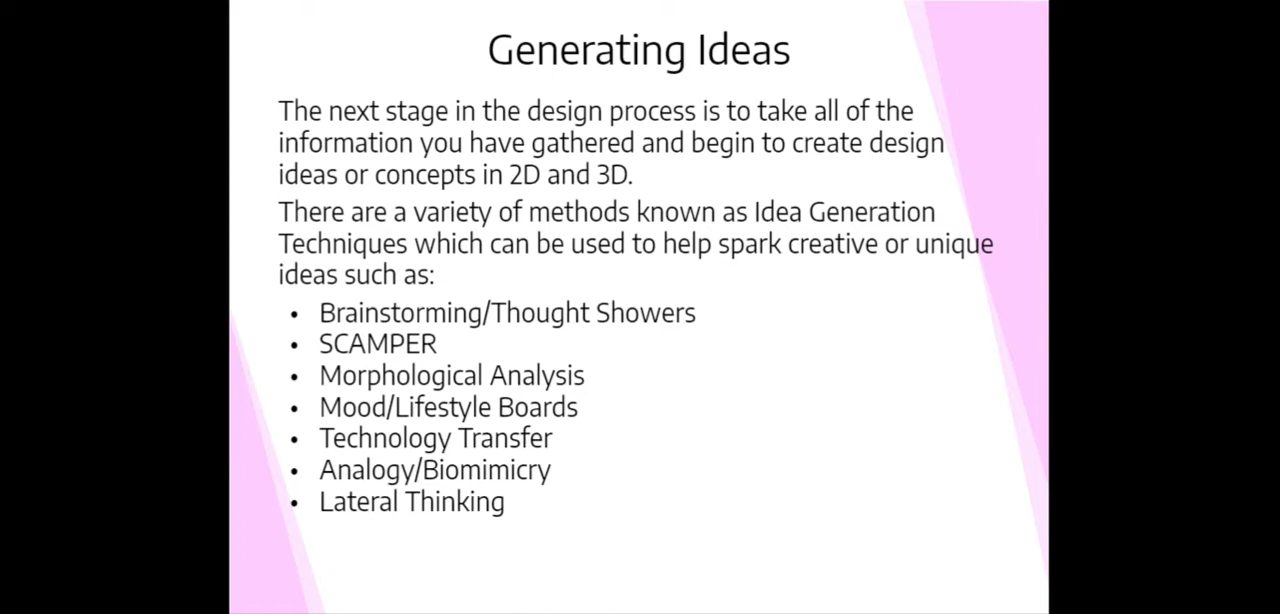 Generating Ideas
The next stage in the design process is to take all of the
information you have gathered and begin to create design
ideas or concepts in 2D and 3D.
There are a variety of methods known as Idea Generation
Techniques which can be used to help spark creative or unique
ideas such as:
• Brainstorming/Thought Showers
• SCAMPER
• Morphological Analysis
• Mood/Lifestyle Boards
• Technology Transfer
• Analogy/Biomimicry
• Lateral Thinking